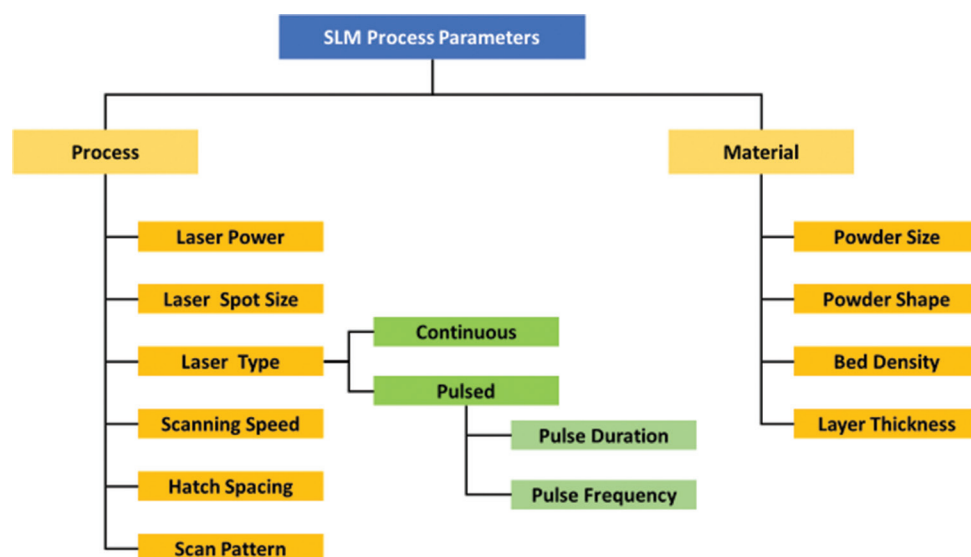 SLM Process Parameters
Process
Material
Laser Power
Laser Spot Size
Laser Type
Continuous
Pulsed
Pulse Duration
Pulse Frequency
Scanning Speed
Hatch Spacing
Scan Pattern
Powder Size
Powder Shape
Bed Density
Layer Thickness